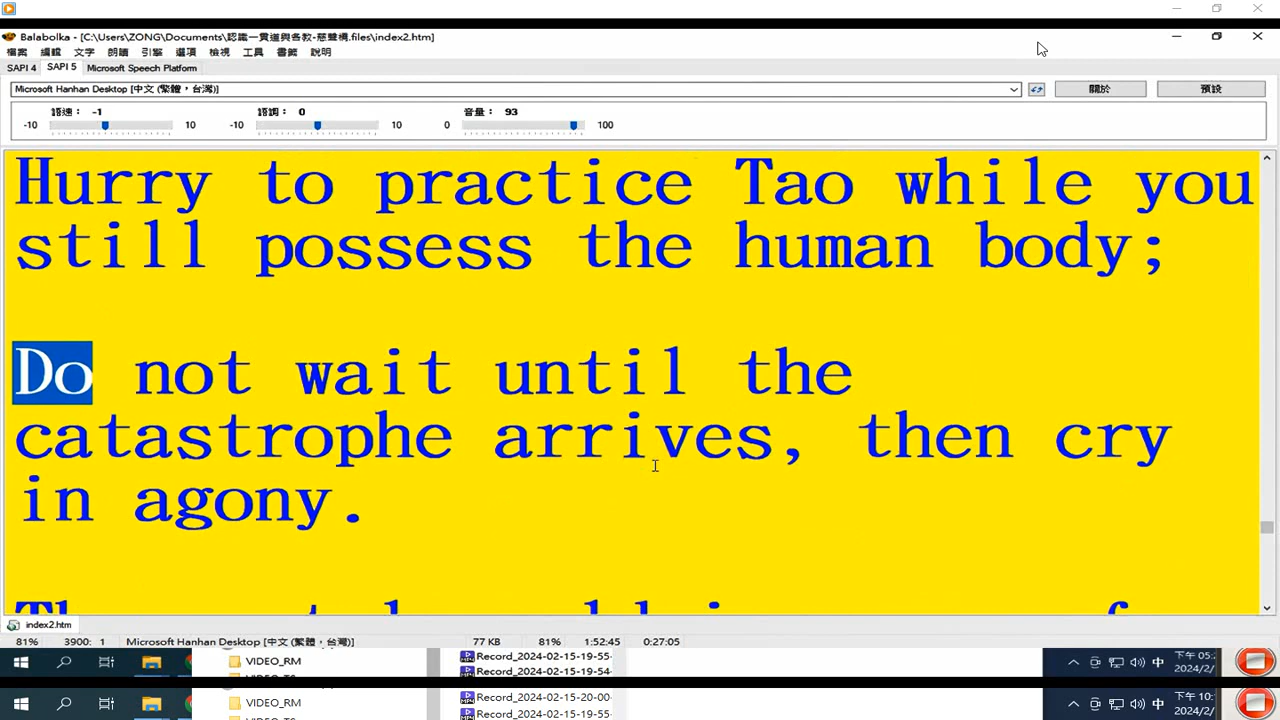 Balabolka - [C:\Users\ZONG\Documents\認識一貫道與各教-慈聲橋.files\index2.htm]
檔案 編輯 文字 朗讀 引擎 選項 檢視 工具 書籤 說明
SAPI 4 SAPI 5 Microsoft Speech Platform
Microsoft Hanhan Desktop [中文 (繁體，台灣)] 關於 預設
語速： -1 語調： 0 音量： 93
-10 10 -10 10 0 100
Hurry to practice Tao while you
still possess the human body;
Do not wait until the
catastrophe arrives, then cry
in agony.
index2.htm
81% 3900: 1 Microsoft Hanhan Desktop [中文 (繁體，台灣)] 77 KB 81% 1:52:45 0:27:05
VIDEO_RM Record_2024-02-15-19-55- 中 下午 05:
Record_2024-02-15-19-54- 2024/2/
VIDEO_RM Record_2024-02-15-20-00- 中 下午 10:
Record_2024-02-15-19-55- 2024/2/